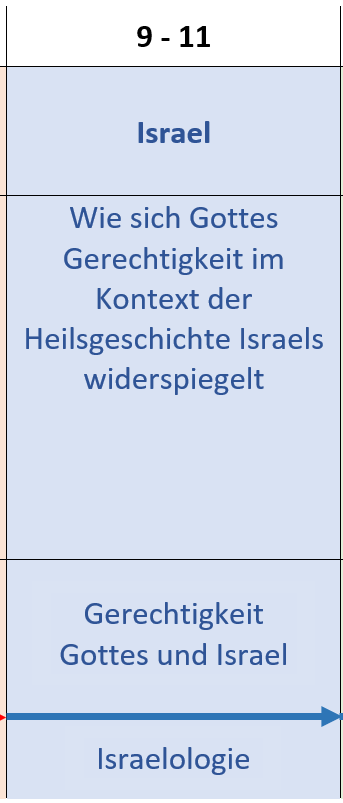 9 - 11
Israel
Wie sich Gottes
Gerechtigkeit im
Kontext der
Heilsgeschichte Israels
widerspiegelt
Gerechtigkeit
Gottes und Israel
Israelologie